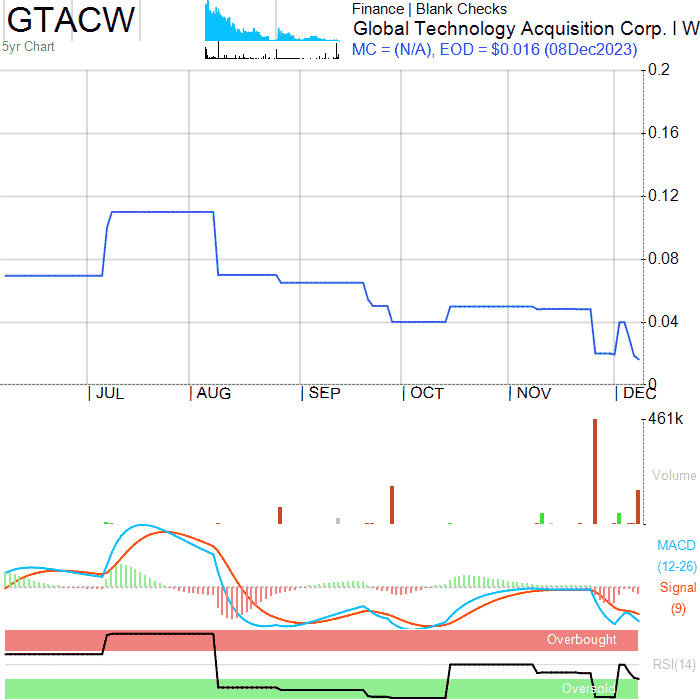 GTACW
5yr Chart
Finance | Blank Checks
Global Technology Acquisition Corp. I W
MC = (N/A), EOD = $0.016 (08Dec2023)
0.2
0.16
0.12
0.08
0.04
0
JUL
AUG
SEP
OCT
NOV
DEC
461k
Volume
MACD
(12-26)
Signal
(9)
Overbought
RSI(14)
Oversold